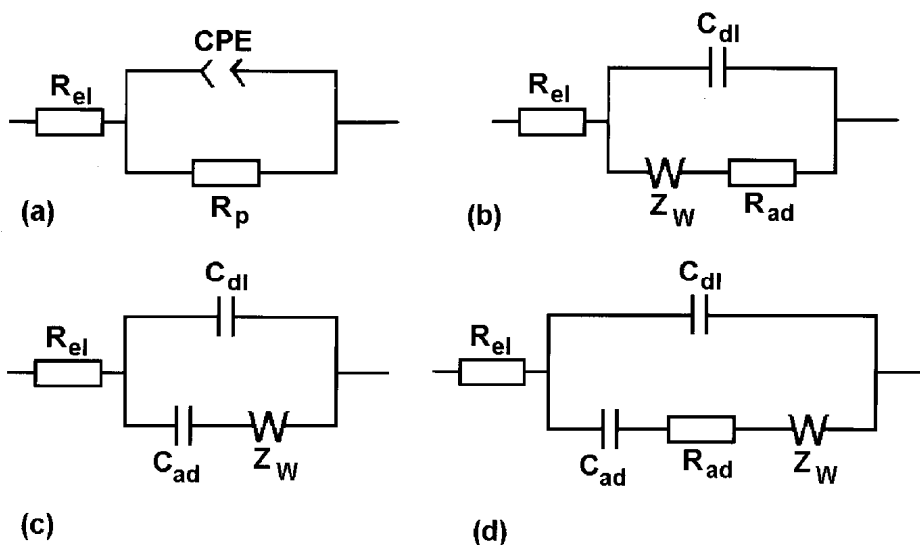 CPE
R_el
R_p
(a)
C_dl
R_el
Z_W R_ad
(b)
C_dl
R_el
C_ad Z_W
(c)
C_dl
R_el
C_ad R_ad Z_W
(d)